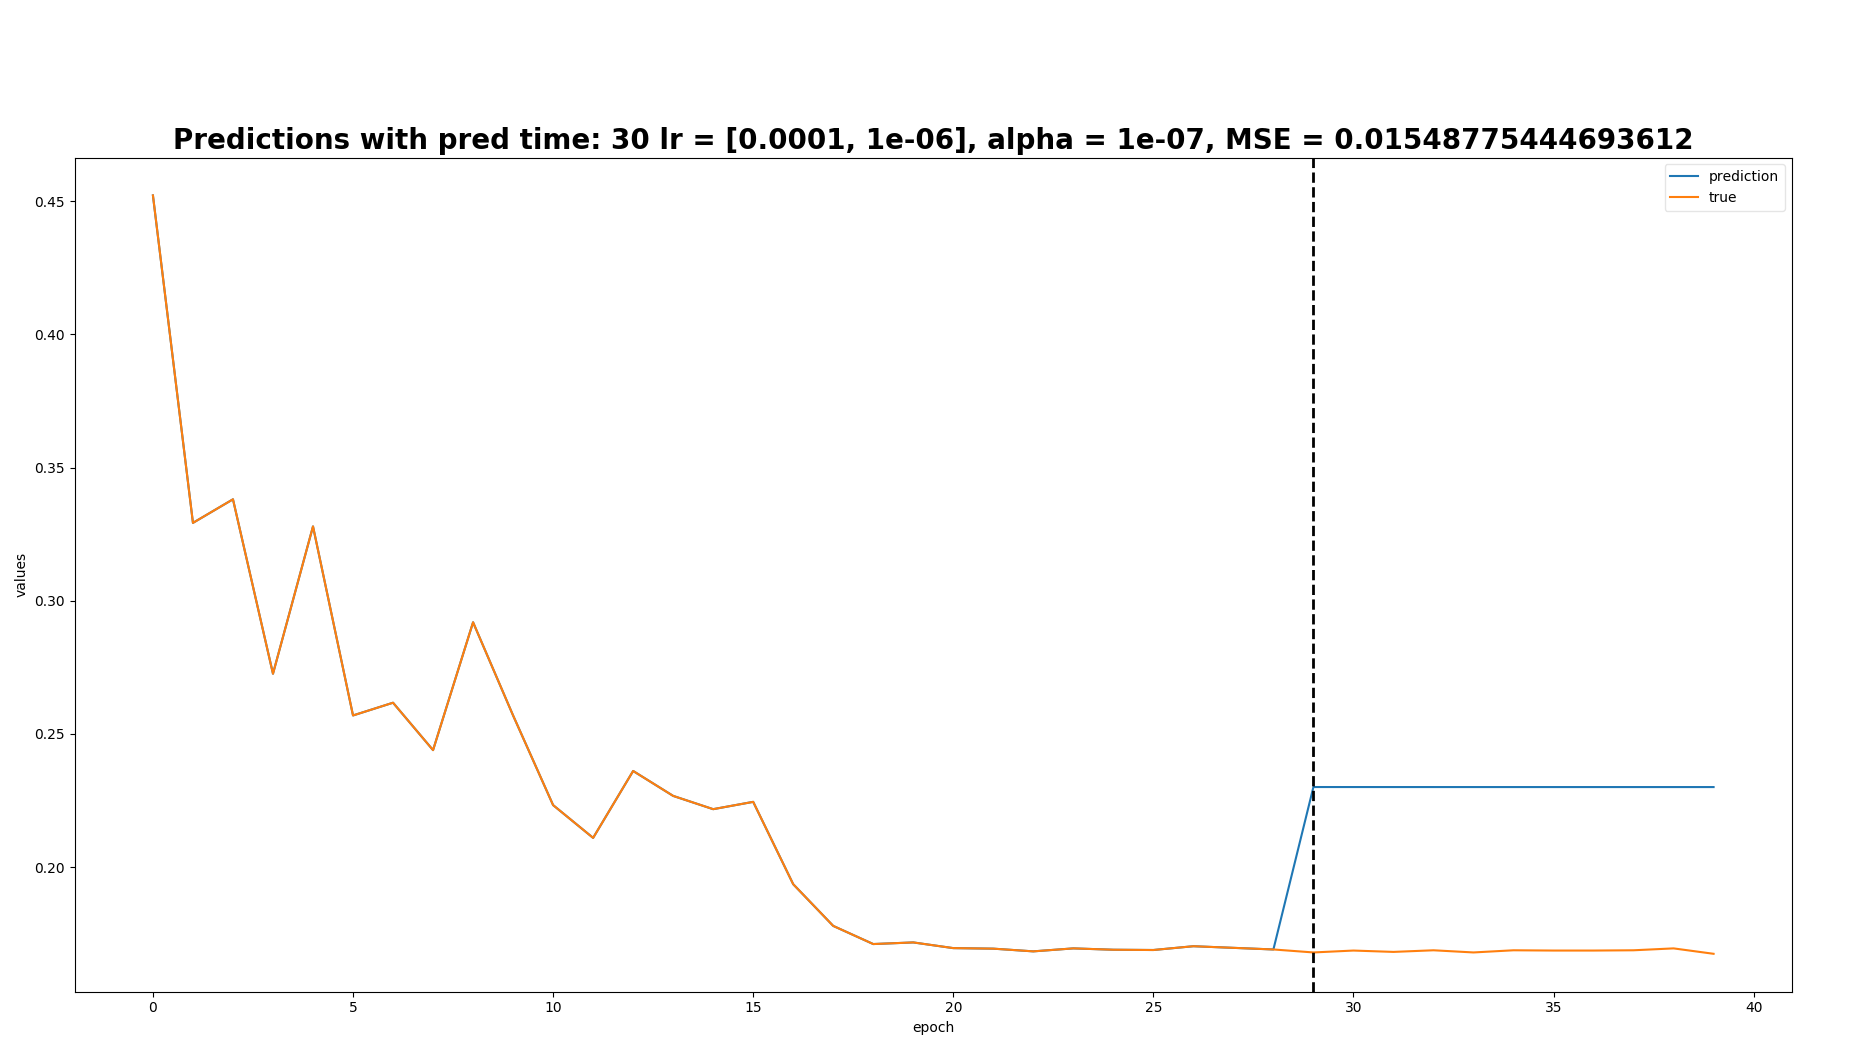 Predictions with pred time: 30 lr = [0.0001, 1e-06], alpha = 1e-07, MSE = 0.01548775444693612
prediction
true
0.45
0.40
0.35
0.30
0.25
0.20
values
0 5 10 15 20 25 30 35 40
epoch